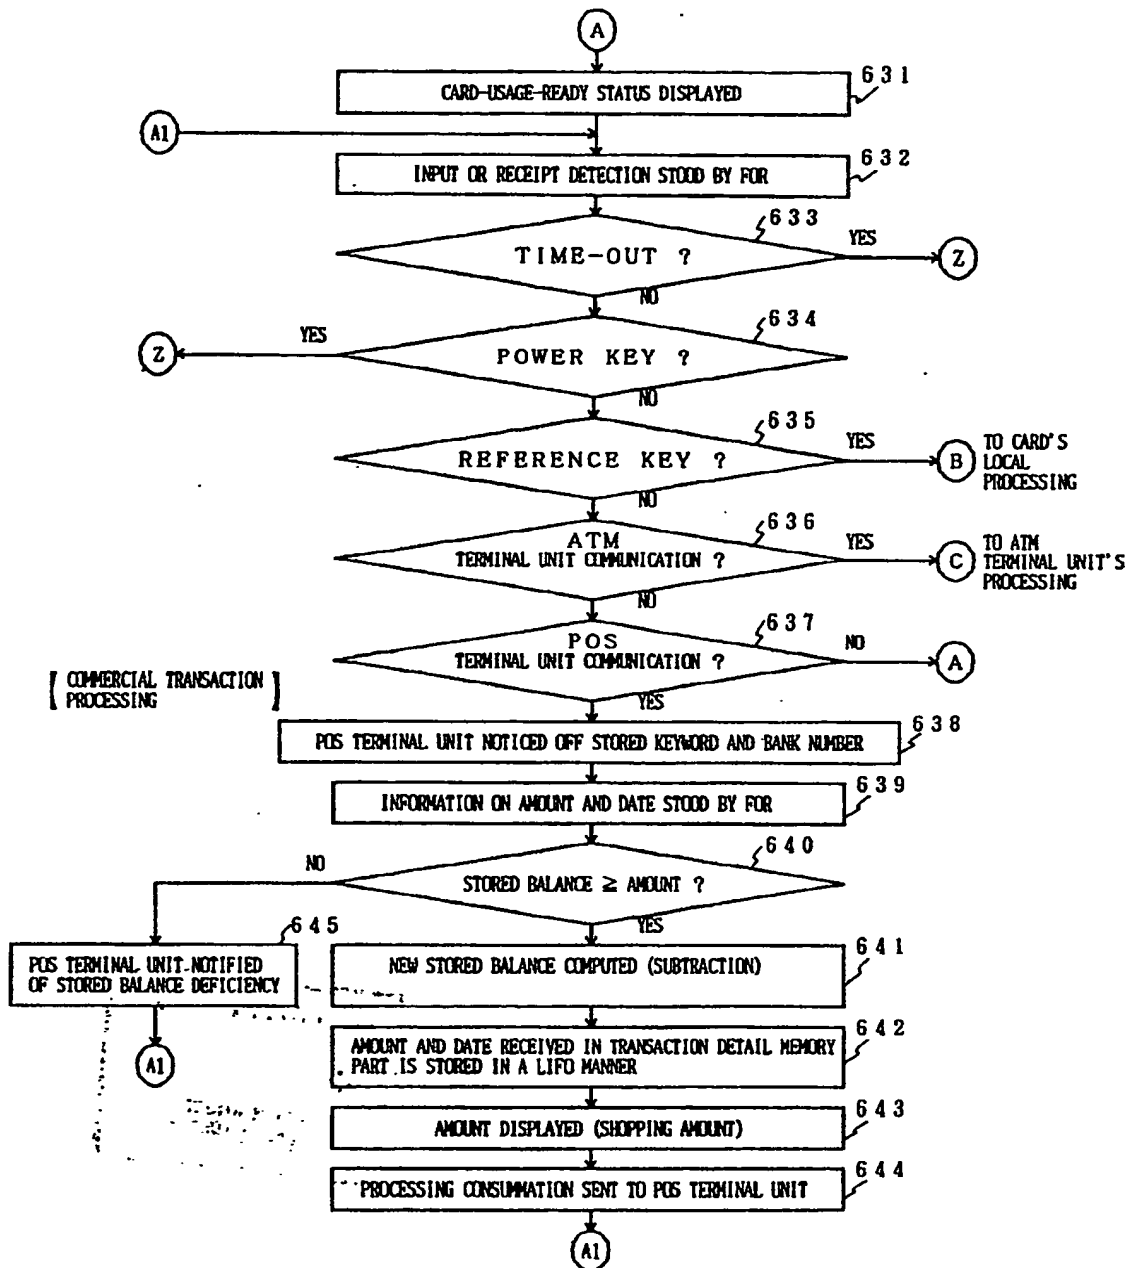 A
631
CARD-USAGE-READY STATUS DISPLAYED
A1
632
INPUT OR RECEIPT DETECTION STOOD BY FOR
633
TIME-OUT ?
YES
Z
NO
634
YES
Z
POWER KEY ?
NO
635
REFERENCE KEY ?
YES
B
TO CARD'S
LOCAL
PROCESSING
NO
636
ATM
TERMINAL UNIT COMMUNICATION ?
YES
C
TO ATM
TERMINAL UNIT'S
PROCESSING
NO
637
POS
TERMINAL UNIT COMMUNICATION ?
NO
A
[ COMMERCIAL TRANSACTION
PROCESSING ]
YES
638
POS TERMINAL UNIT NOTICED OFF STORED KEYWORD AND BANK NUMBER
639
INFORMATION ON AMOUNT AND DATE STOOD BY FOR
640
NO
STORED BALANCE ≧ AMOUNT ?
YES
645
POS TERMINAL UNIT NOTIFIED
OF STORED BALANCE DEFICIENCY
A1
641
NEW STORED BALANCE COMPUTED (SUBTRACTION)
642
AMOUNT AND DATE RECEIVED IN TRANSACTION DETAIL MEMORY
PART IS STORED IN A LIFO MANNER
643
AMOUNT DISPLAYED (SHOPPING AMOUNT)
644
PROCESSING CONSUMMATION SENT TO POS TERMINAL UNIT
A1